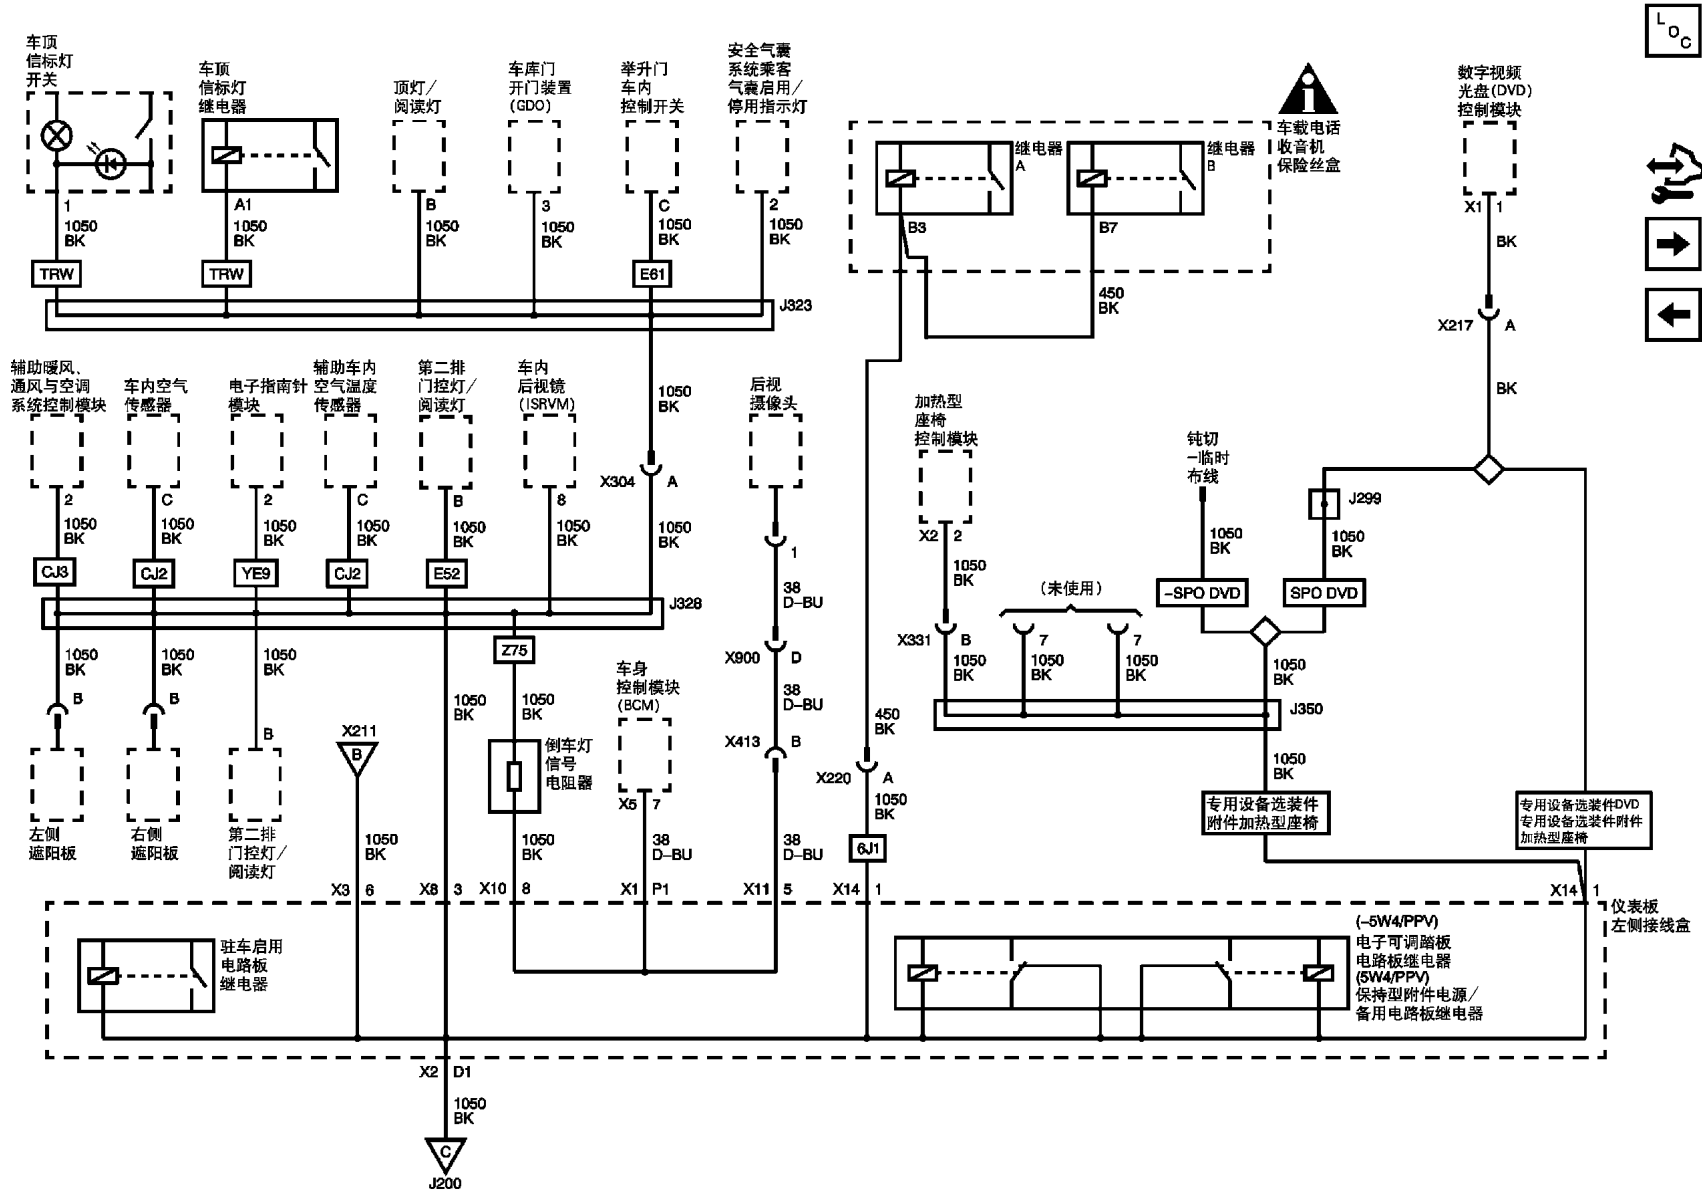 L
O
C
车顶
信标灯
开关
车顶
信标灯
继电器
顶灯/
阅读灯
车库门
开门装置
(GDO)
举升门
车内
控制开关
安全气囊
系统乘客
气囊启用/
停用指示灯
1
1050
BK
TRW
A1
1050
BK
TRW
B
1050
BK
3
1050
BK
C
1050
BK
E61
2
1050
BK
J323
继电器
A
继电器
B
B3
B7
450
BK
车载电话
收音机
保险丝盒
数字视频
光盘(DVD)
控制模块
X1
1
BK
X217
A
BK
辅助暖风、
通风与空调
系统控制模块
车内空气
传感器
电子指南针
模块
辅助车内
空气温度
传感器
第二排
门控灯/
阅读灯
车内
后视镜
(ISRVM)
1050
BK
X304
A
1050
BK
后视
摄像头
加热型
座椅
控制模块
钝切
-临时
布线
J299
2
1050
BK
CJ3
C
1050
BK
CJ2
2
1050
BK
YE9
C
1050
BK
CJ2
B
1050
BK
E52
8
1050
BK
J328
1
38
D-BU
X900
D
38
D-BU
X413
B
38
D-BU
X2
2
1050
BK
X331
B
1050
BK
(未使用)
7
1050
BK
7
1050
BK
1050
BK
-SPO DVD
1050
BK
SPO DVD
1050
BK
J350
1050
BK
专用设备选装件
附件加热型座椅
专用设备选装件DVD
专用设备选装件附件
加热型座椅
1050
BK
B
左侧
遮阳板
1050
BK
B
右侧
遮阳板
1050
BK
B
第二排
门控灯/
阅读灯
X211
B
1050
BK
1050
BK
Z75
1050
BK
倒车灯
信号
电阻器
1050
BK
车身
控制模块
(BCM)
X5
7
38
D-BU
450
BK
X220
A
1050
BK
6J1
X3
6
X8
3
X10
8
X1
P1
X11
5
X14
1
X14
1
仪表板
左侧接线盒
驻车启用
电路板
继电器
(-5W4/PPV)
电子可调踏板
电路板继电器
(5W4/PPV)
保持型附件电源/
备用电路板继电器
X2
D1
1050
BK
C
J200